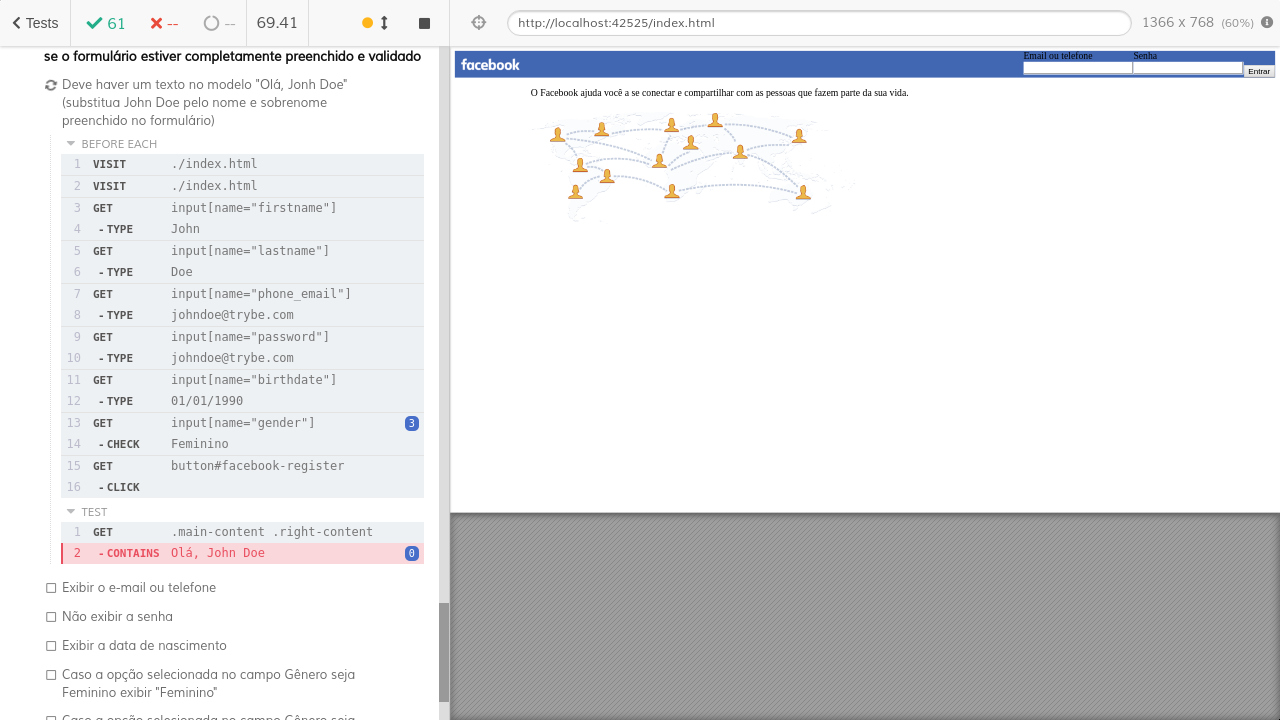 Tests
61
--
--
69.41
http://localhost:42525/index.html
1366 x 768 (60%)
se o formulário estiver completamente preenchido e validado
Deve haver um texto no modelo "Olá, Jonh Doe"
(substitua John Doe pelo nome e sobrenome
preenchido no formulário)
BEFORE EACH
1 VISIT ./index.html
2 VISIT ./index.html
3 GET input[name="firstname"]
4 -TYPE John
5 GET input[name="lastname"]
6 -TYPE Doe
7 GET input[name="phone_email"]
8 -TYPE johndoe@trybe.com
9 GET input[name="password"]
10 -TYPE johndoe@trybe.com
11 GET input[name="birthdate"]
12 -TYPE 01/01/1990
13 GET input[name="gender"] 3
14 -CHECK Feminino
15 GET button#facebook-register
16 -CLICK
TEST
1 GET .main-content .right-content
2 -CONTAINS Olá, John Doe 0
Exibir o e-mail ou telefone
Não exibir a senha
Exibir a data de nascimento
Caso a opção selecionada no campo Gênero seja
Feminino exibir "Feminino"
Caso a opção selecionada no campo Gênero seja
facebook
Email ou telefone
Senha
Entrar
O Facebook ajuda você a se conectar e compartilhar com as pessoas que fazem parte da sua vida.